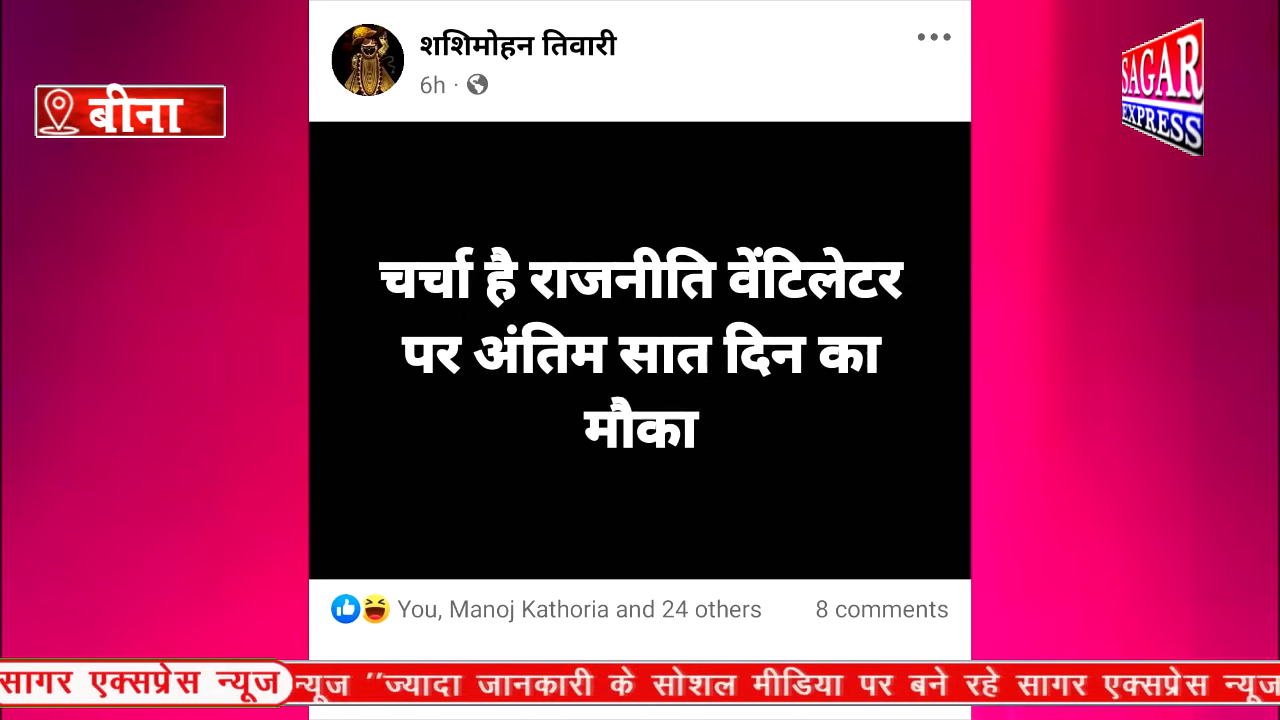 शशिमोहन तिवारी
6h ·
बीना
SAGAR
EXPRESS
चर्चा है राजनीति वेंटिलेटर
पर अंतिम सात दिन का
मौका
You, Manoj Kathoria and 24 others 8 comments
सागर एक्सप्रेस न्यूज
न्यूज "ज्यादा जानकारी के सोशल मीडिया पर बने रहे सागर एक्सप्रेस न्यूज